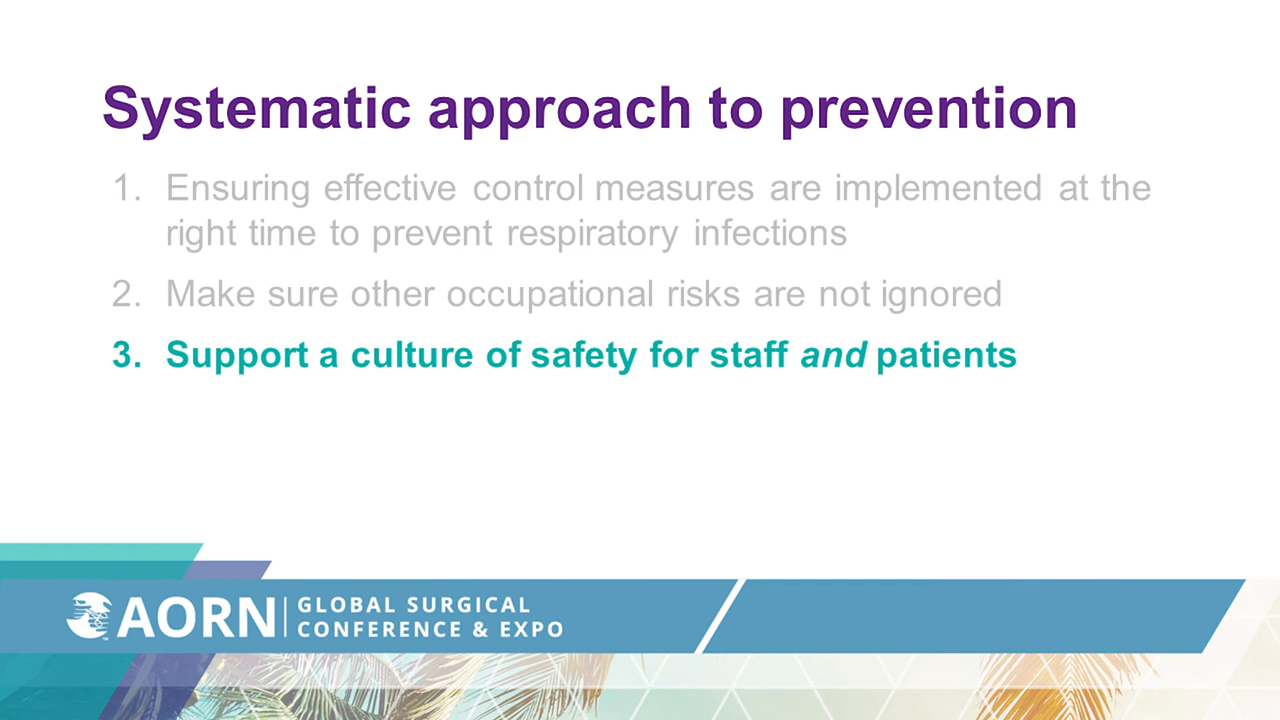 Systematic approach to prevention
1. Ensuring effective control measures are implemented at the
right time to prevent respiratory infections
2. Make sure other occupational risks are not ignored
3. Support a culture of safety for staff and patients
AORN
GLOBAL SURGICAL
CONFERENCE & EXPO